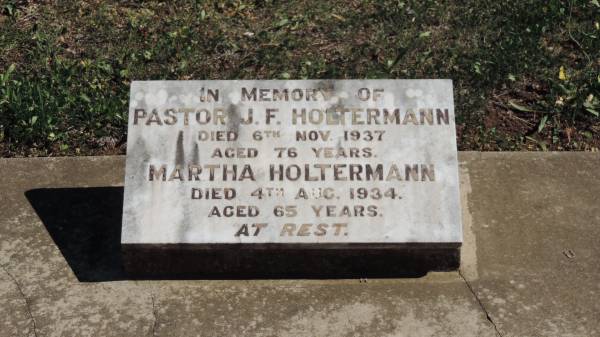 IN MEMORY OF
PASTOR J.F. HOLTERMANN
DIED 6TH NOV. 1937
AGED 76 YEARS.
MARTHA HOLTERMANN
DIED 4TH AUG. 1934.
AGED 65 YEARS.
AT REST.